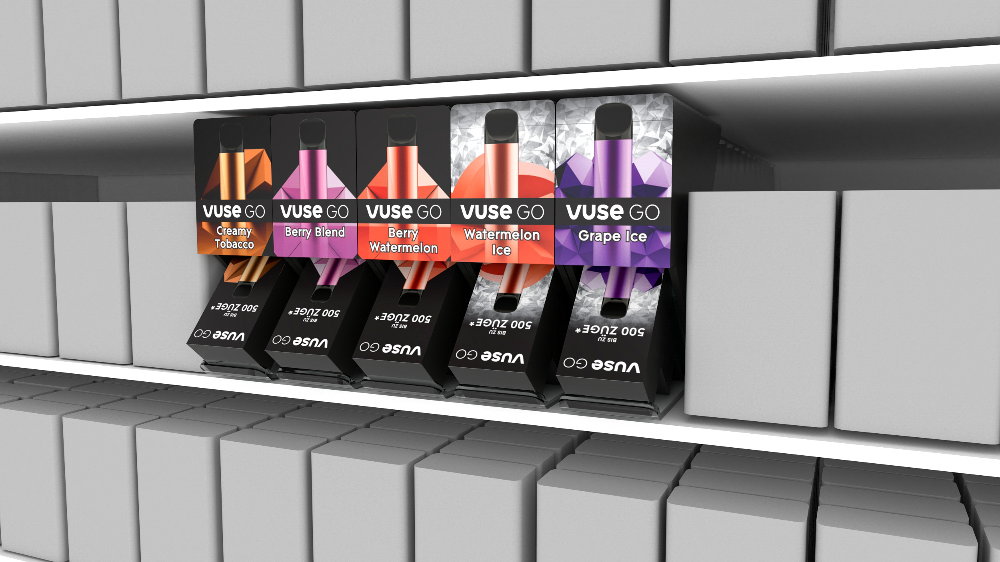 vuse GO
Creamy
Tobacco
vuse GO
Berry Blend
vuse GO
Berry
Watermelon
vuse GO
Watermelon
Ice
vuse GO
Grape Ice
vuse GO
BIS ZU
500 ZÜGE*
vuse GO
BIS ZU
500 ZÜGE*
vuse GO
BIS ZU
500 ZÜGE*
vuse GO
BIS ZU
500 ZÜGE*
vuse GO
BIS ZU
500 ZÜGE*